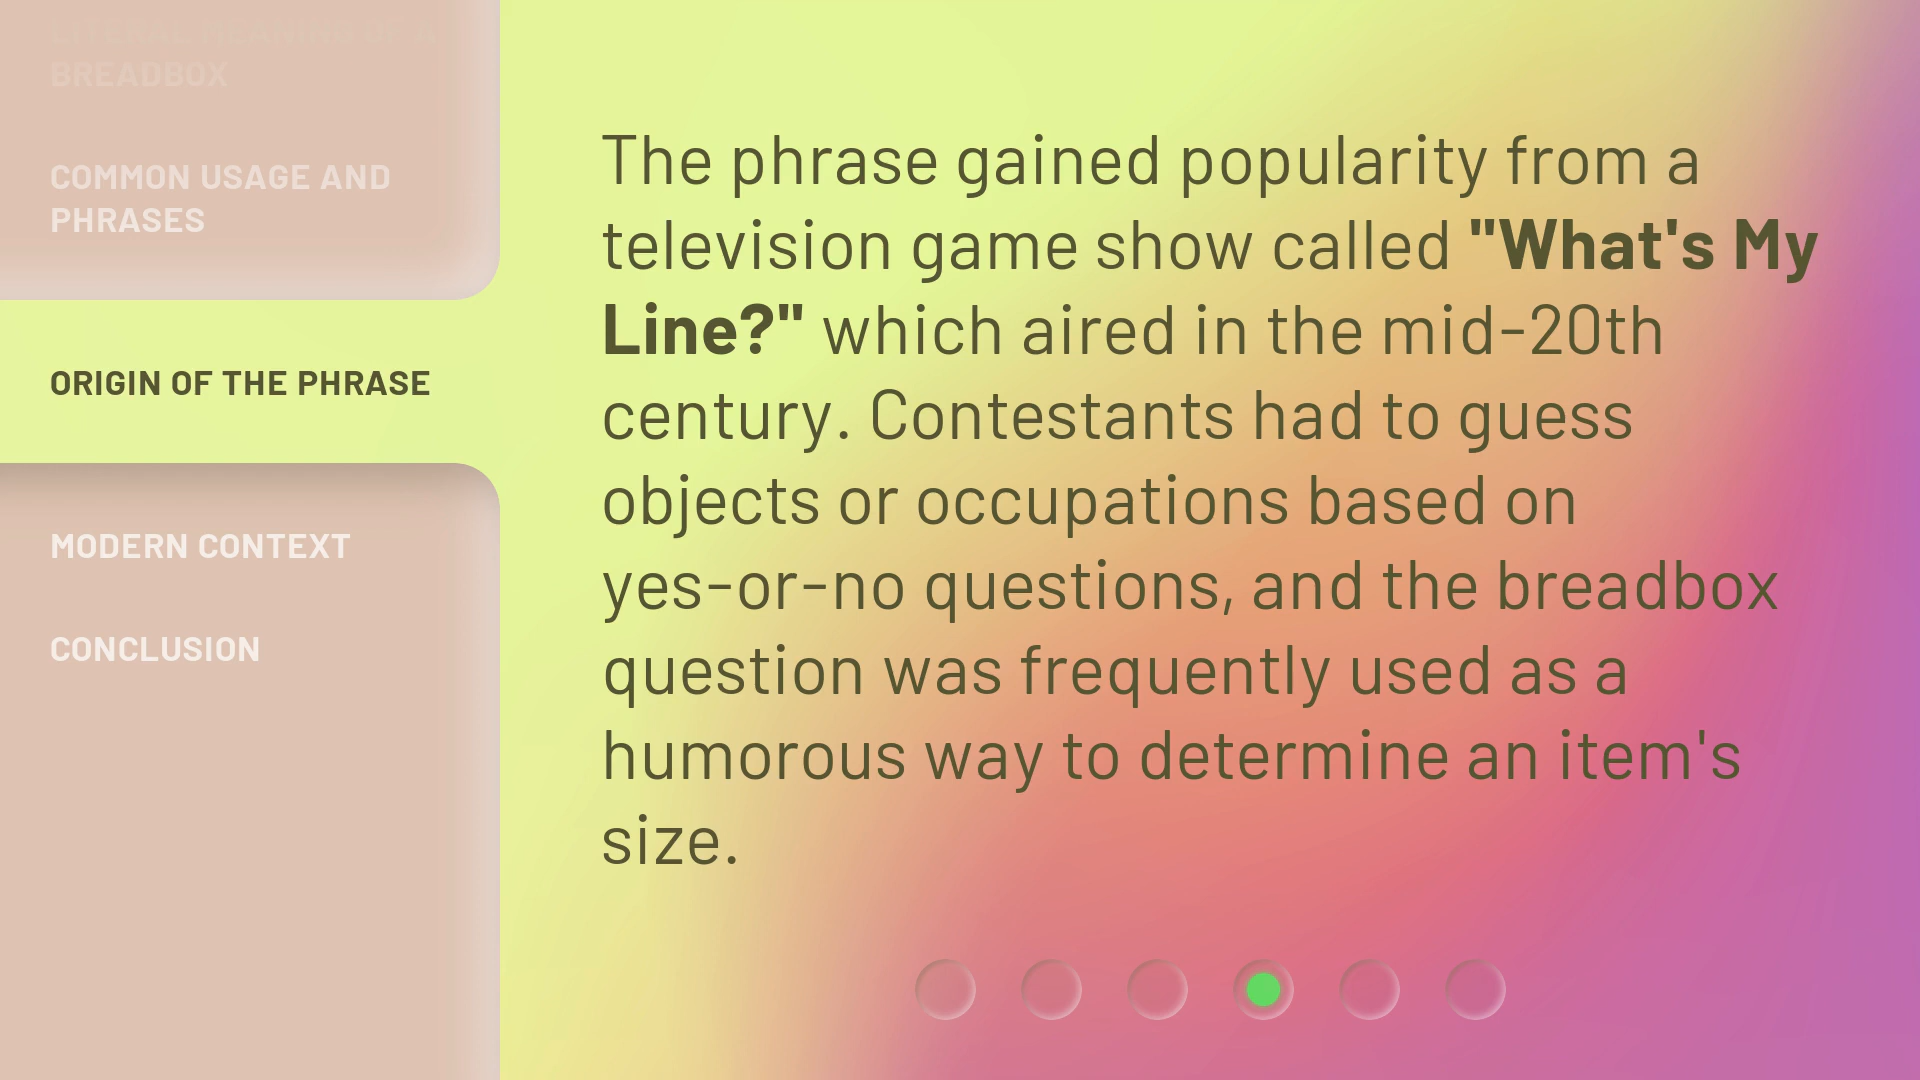 LITERAL MEANING OF A
BREADBOX
COMMON USAGE AND
PHRASES
ORIGIN OF THE PHRASE
MODERN CONTEXT
CONCLUSION
The phrase gained popularity from a
television game show called "What's My
Line?" which aired in the mid-20th
century. Contestants had to guess
objects or occupations based on
yes-or-no questions, and the breadbox
question was frequently used as a
humorous way to determine an item's
size.